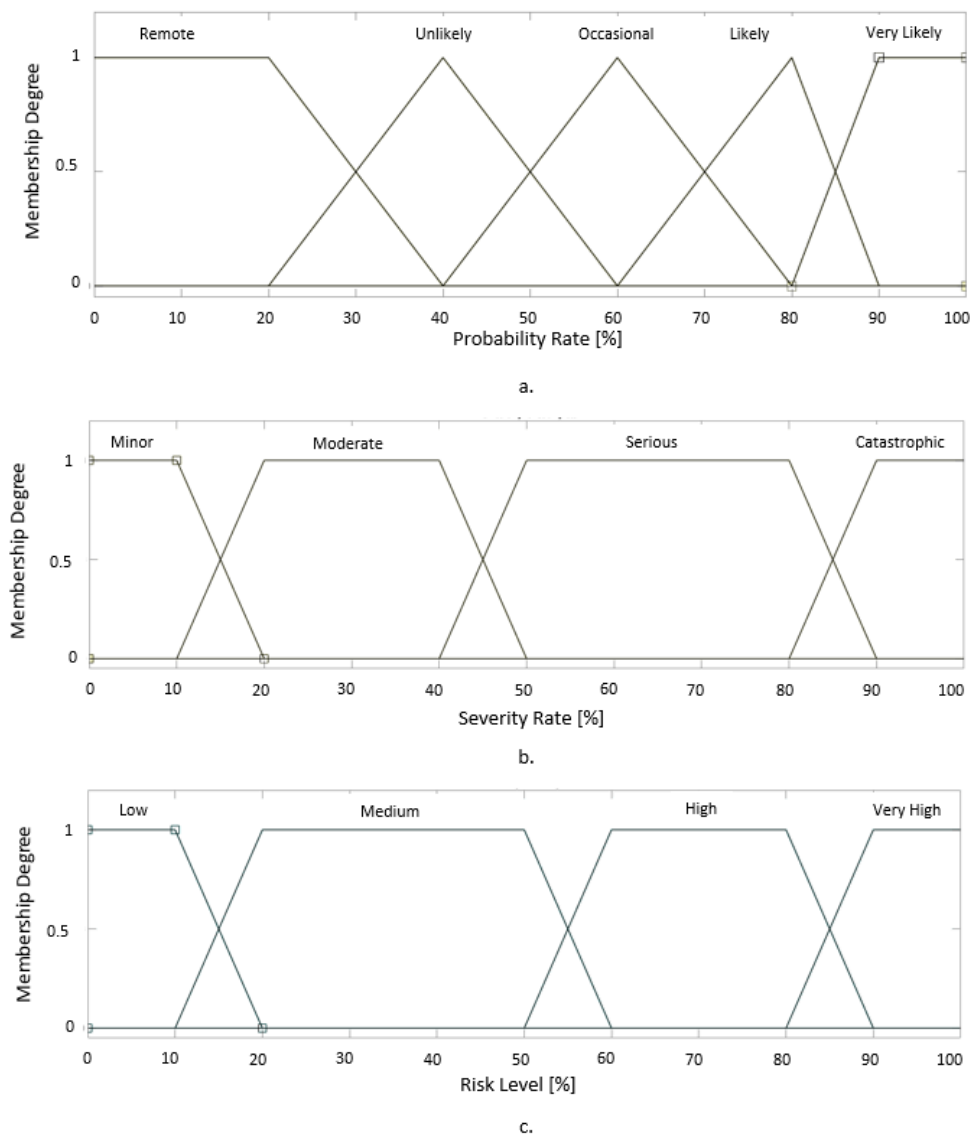 Remote Unlikely Occasional Likely Very Likely
1
0.5
0
Membership Degree
0 10 20 30 40 50 60 70 80 90 100
Probability Rate [%]
a.
Minor Moderate Serious Catastrophic
1
0.5
0
Membership Degree
0 10 20 30 40 50 60 70 80 90 100
Severity Rate [%]
b.
Low Medium High Very High
1
0.5
0
Membership Degree
0 10 20 30 40 50 60 70 80 90 100
Risk Level [%]
c.